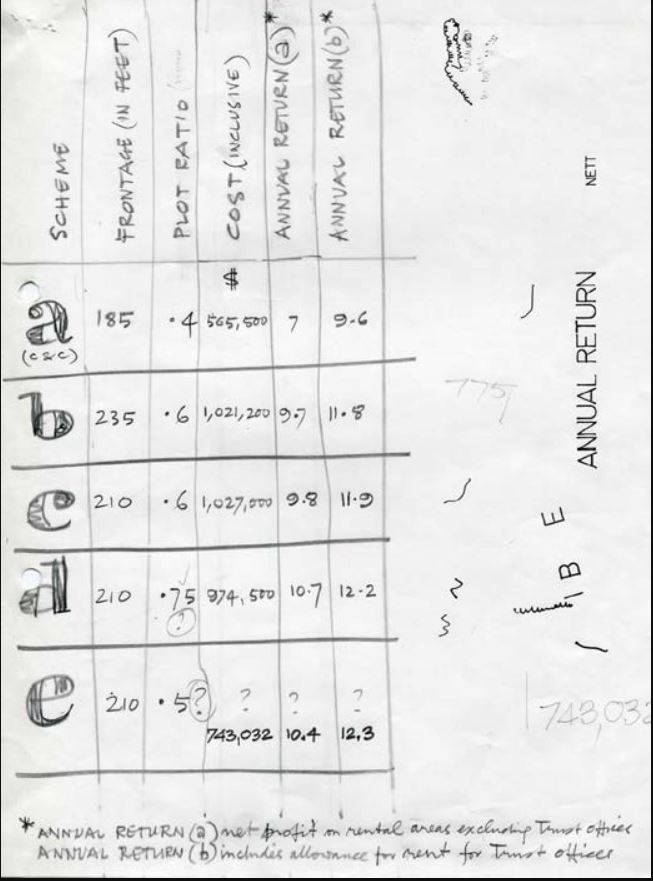 SCHEME FRONTAGE (IN FEET) PLOT RATIO COST (INCLUSIVE) ANNUAL RETURN (a)* ANNUAL RETURN (b)*
$
a 185 .4 565,500 7 9.6
(c&c)
b 235 .6 1,021,200 9.7 11.8
c 210 .6 1,027,000 9.8 11.9
d 210 .75 974,500 10.7 12.2
?
e 210 .5? ? ? ?
743,032 10.4 12.3
* ANNUAL RETURN (a) net profit on rental areas excluding Trust offices
ANNUAL RETURN (b) includes allowance for rent for Trust offices
NETT
ANNUAL RETURN
775
B E
743,032